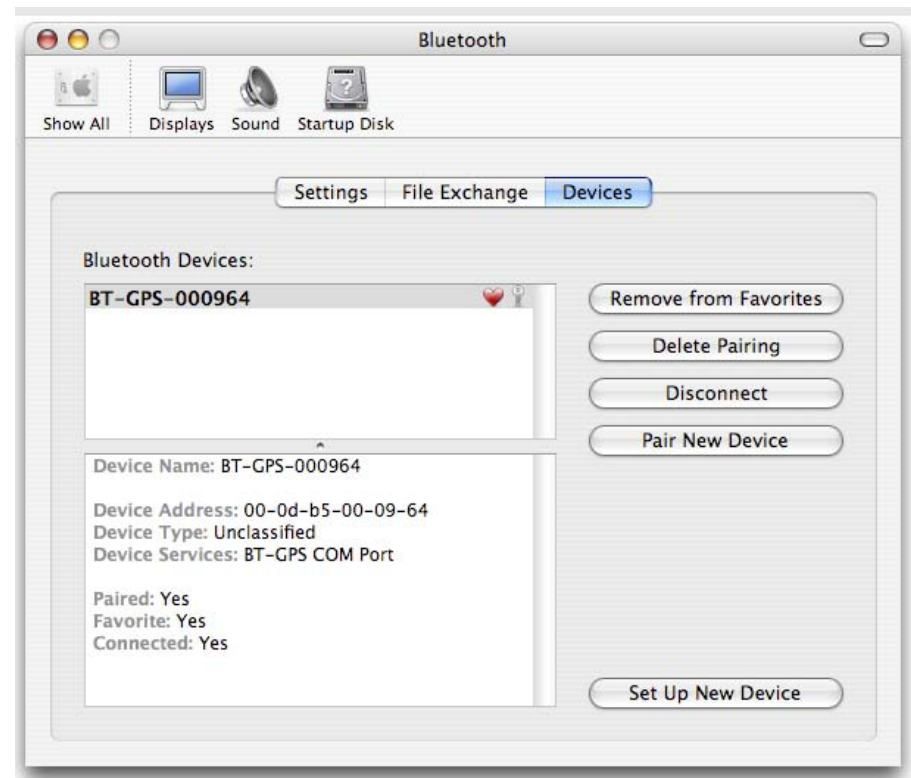 Bluetooth
Show All Displays Sound Startup Disk
Settings File Exchange Devices
Bluetooth Devices:
BT-GPS-000964
Remove from Favorites
Delete Pairing
Disconnect
Pair New Device
Device Name: BT-GPS-000964
Device Address: 00-0d-b5-00-09-64
Device Type: Unclassified
Device Services: BT-GPS COM Port
Paired: Yes
Favorite: Yes
Connected: Yes
Set Up New Device